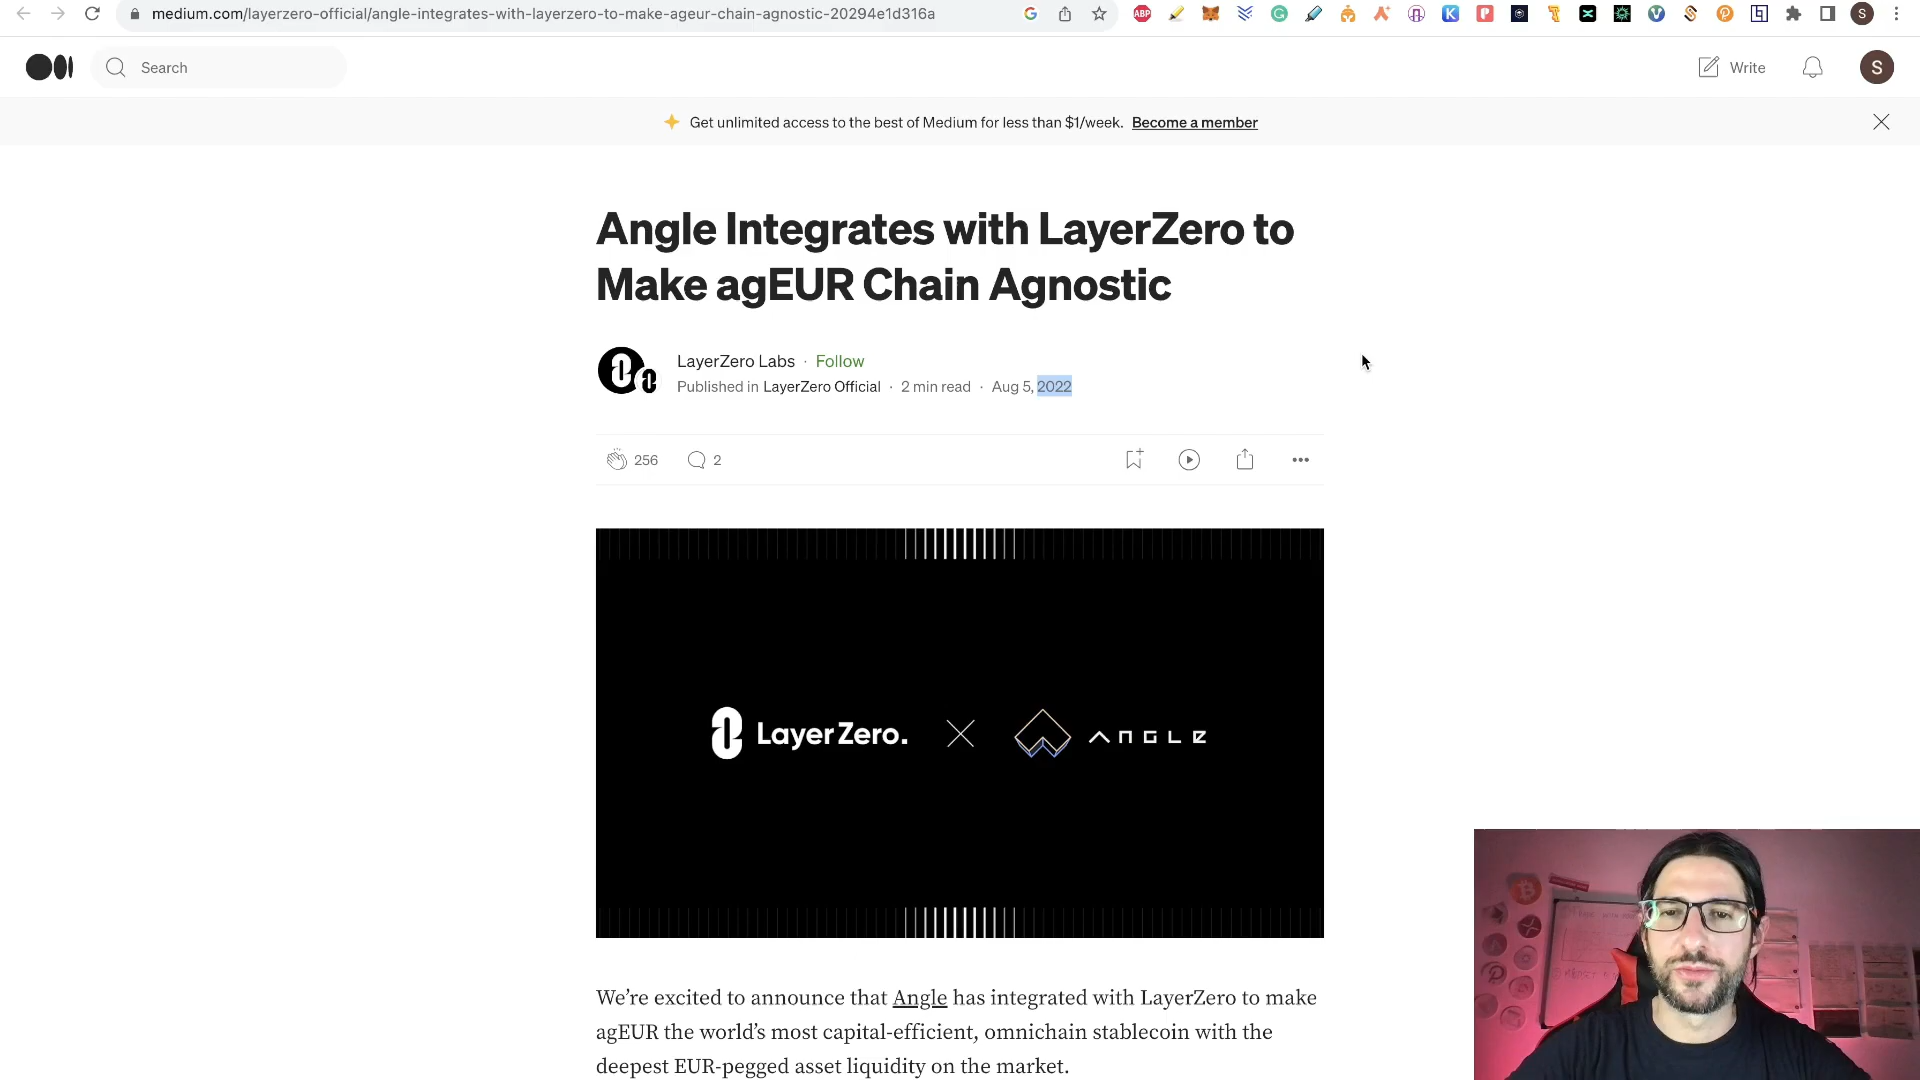 medium.com/layerzero-official/angle-integrates-with-layerzero-to-make-ageur-chain-agnostic-20294e1d316a
ABP
S
Search
Write
S
Get unlimited access to the best of Medium for less than $1/week. Become a member
Angle Integrates with LayerZero to
Make agEUR Chain Agnostic
LayerZero Labs · Follow
Published in LayerZero Official · 2 min read · Aug 5, 2022
256
2
LayerZero.
ANGLE
We’re excited to announce that Angle has integrated with LayerZero to make
agEUR the world’s most capital-efficient, omnichain stablecoin with the
deepest EUR-pegged asset liquidity on the market.